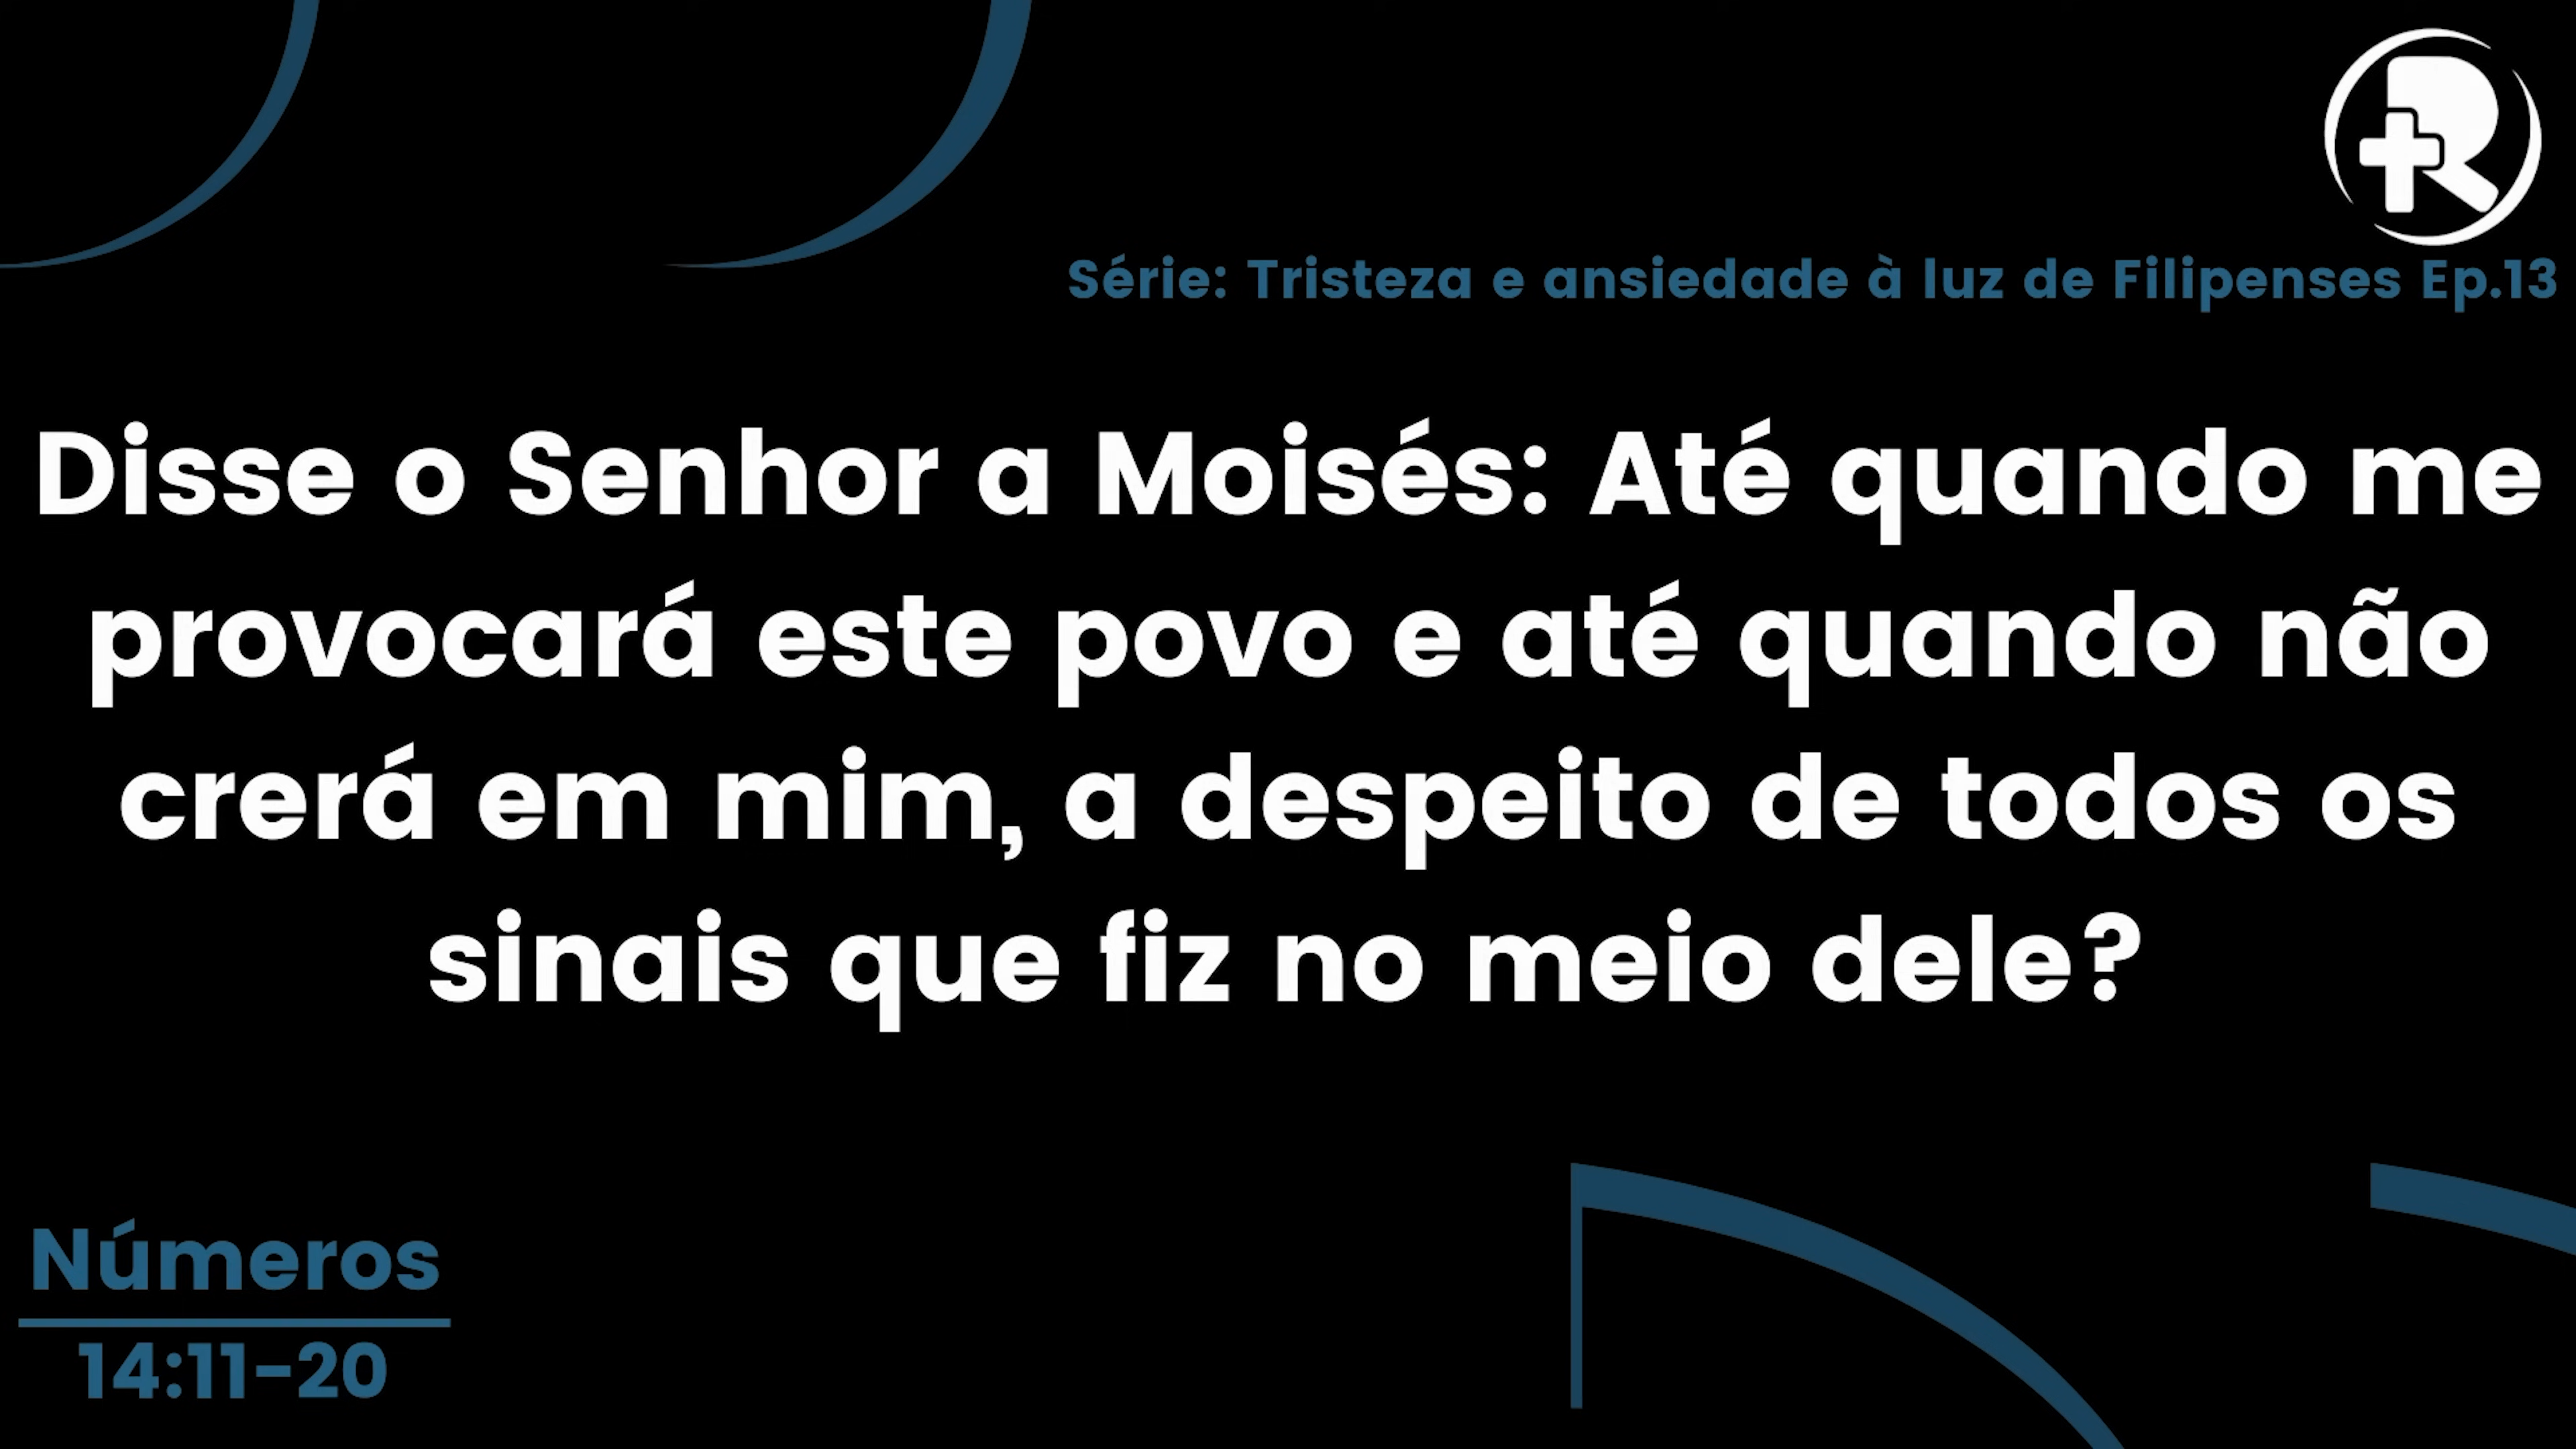 R
Série: Tristeza e ansiedade à luz de Filipenses Ep.13
Disse o Senhor a Moisés: Até quando me
provocará este povo e até quando não
crerá em mim, a despeito de todos os
sinais que fiz no meio dele?
Números
14:11-20